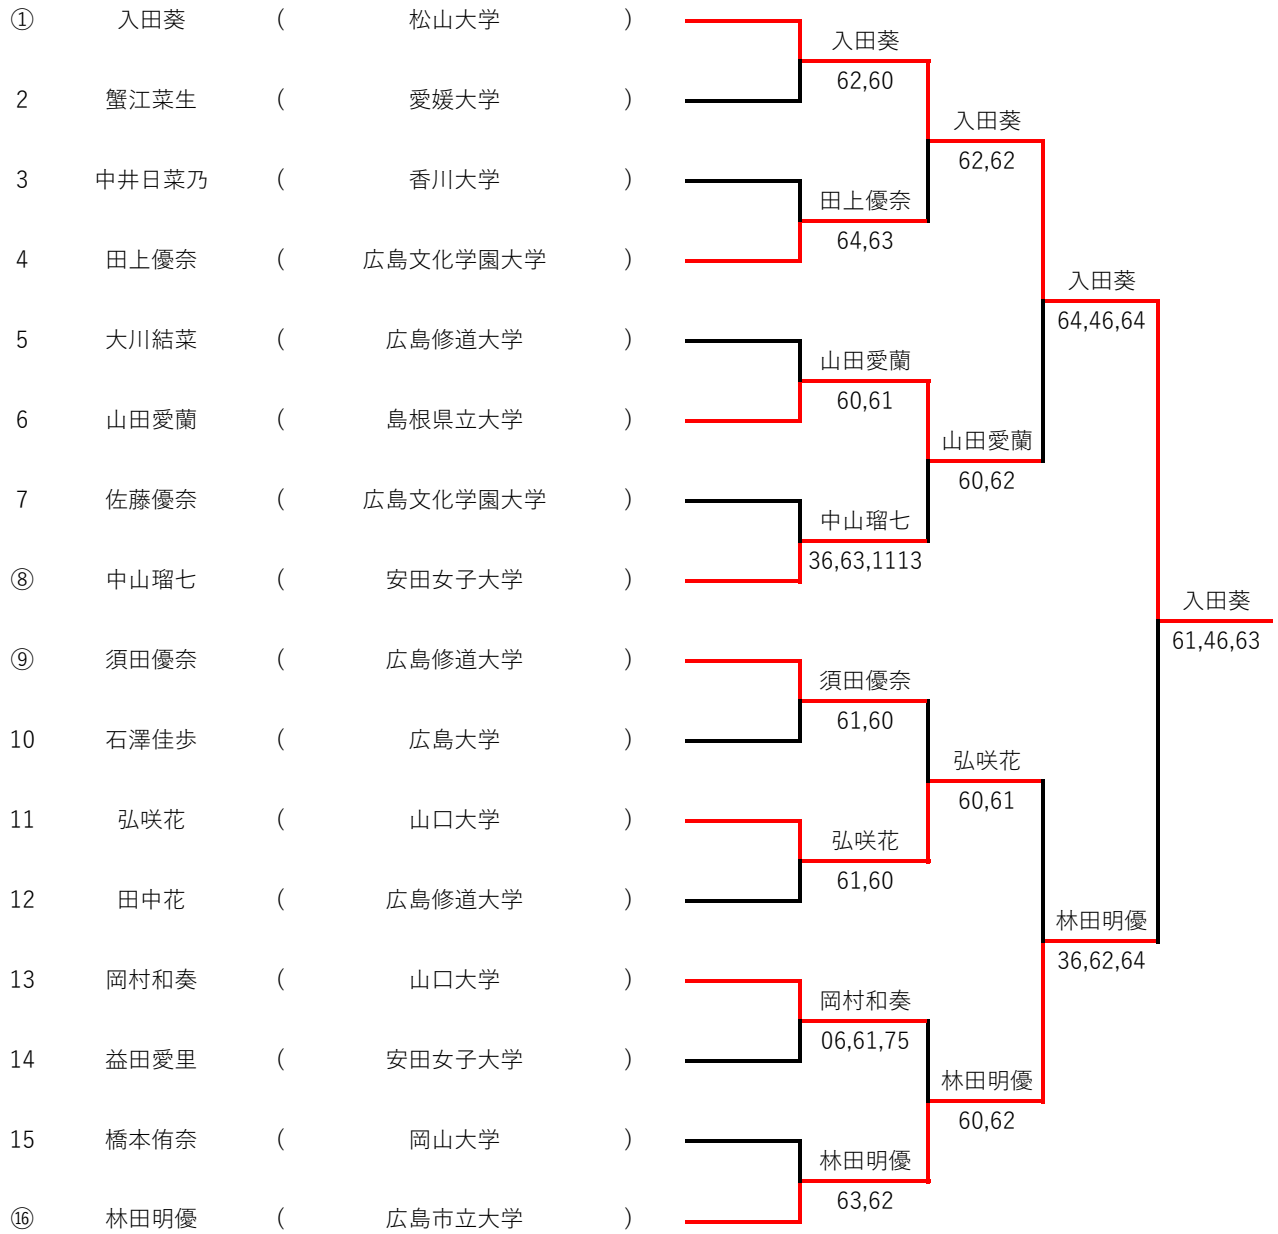 ① 入田葵 ( 松山大学 )
入田葵
62,60
2 蟹江菜生 ( 愛媛大学 )
入田葵
62,62
3 中井日菜乃 ( 香川大学 )
田上優奈
64,63
4 田上優奈 ( 広島文化学園大学 )
入田葵
64,46,64
5 大川結菜 ( 広島修道大学 )
山田愛蘭
60,61
6 山田愛蘭 ( 島根県立大学 )
山田愛蘭
60,62
7 佐藤優奈 ( 広島文化学園大学 )
中山瑠七
36,63,1113
⑧ 中山瑠七 ( 安田女子大学 )
入田葵
61,46,63
⑨ 須田優奈 ( 広島修道大学 )
須田優奈
61,60
10 石澤佳歩 ( 広島大学 )
弘咲花
60,61
11 弘咲花 ( 山口大学 )
弘咲花
61,60
12 田中花 ( 広島修道大学 )
林田明優
36,62,64
13 岡村和奏 ( 山口大学 )
岡村和奏
06,61,75
14 益田愛里 ( 安田女子大学 )
林田明優
60,62
15 橋本侑奈 ( 岡山大学 )
林田明優
63,62
⑯ 林田明優 ( 広島市立大学 )